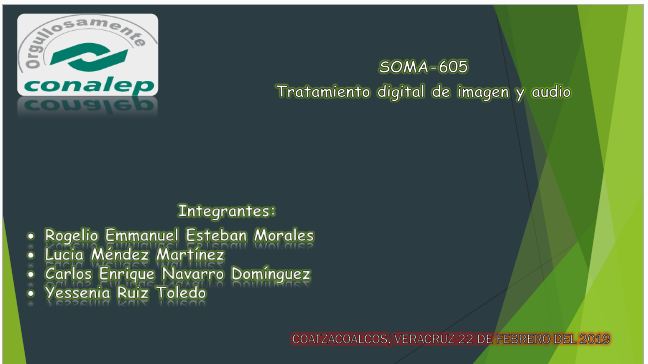 Orgullosamente
conalep
SOMA-605
Tratamiento digital de imagen y audio
Integrantes:
• Rogelio Emmanuel Esteban Morales
• Lucía Méndez Martínez
• Carlos Enrique Navarro Domínguez
• Yessenia Ruiz Toledo
COATZACOALCOS, VERACRUZ 22 DE FEBRERO DEL 2019